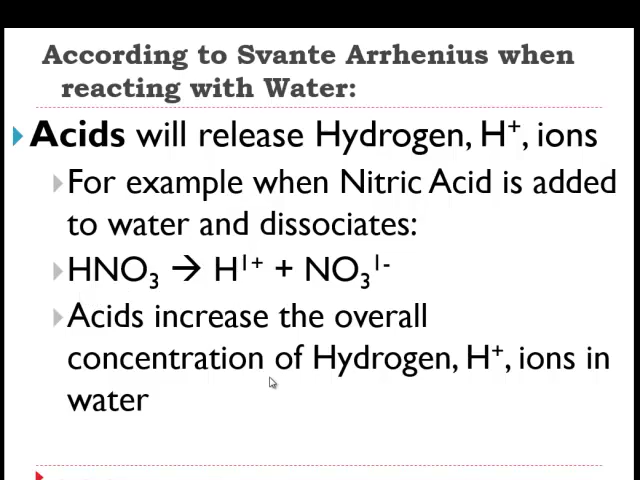 According to Svante Arrhenius when
reacting with Water:
Acids will release Hydrogen, H⁺, ions
For example when Nitric Acid is added
to water and dissociates:
HNO₃ → H¹⁺ + NO₃¹⁻
Acids increase the overall
concentration of Hydrogen, H⁺, ions in
water